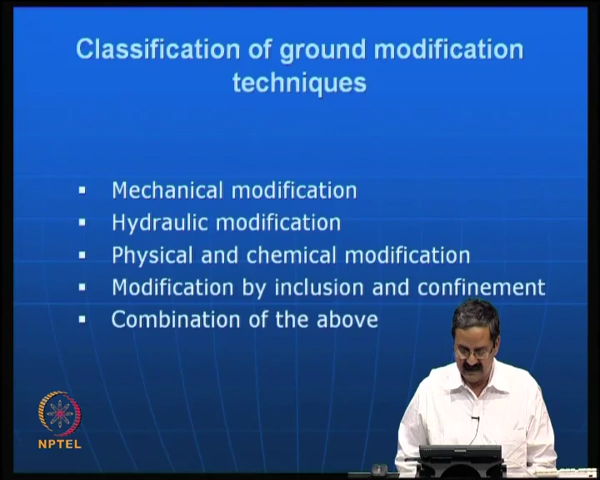 Classification of ground modification
techniques
▪ Mechanical modification
▪ Hydraulic modification
▪ Physical and chemical modification
▪ Modification by inclusion and confinement
▪ Combination of the above
NPTEL